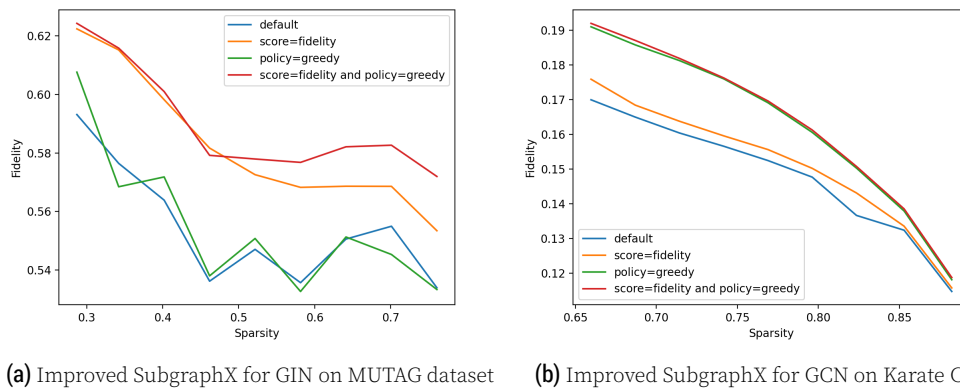 default
score=fidelity
policy=greedy
score=fidelity and policy=greedy
0.62
0.60
0.58
0.56
0.54
Fidelity
0.3
0.4
0.5
0.6
0.7
Sparsity
(a) Improved SubgraphX for GIN on MUTAG dataset
0.19
0.18
0.17
0.16
0.15
0.14
0.13
0.12
Fidelity
default
score=fidelity
policy=greedy
score=fidelity and policy=greedy
0.65
0.70
0.75
0.80
0.85
Sparsity
(b) Improved SubgraphX for GCN on Karate